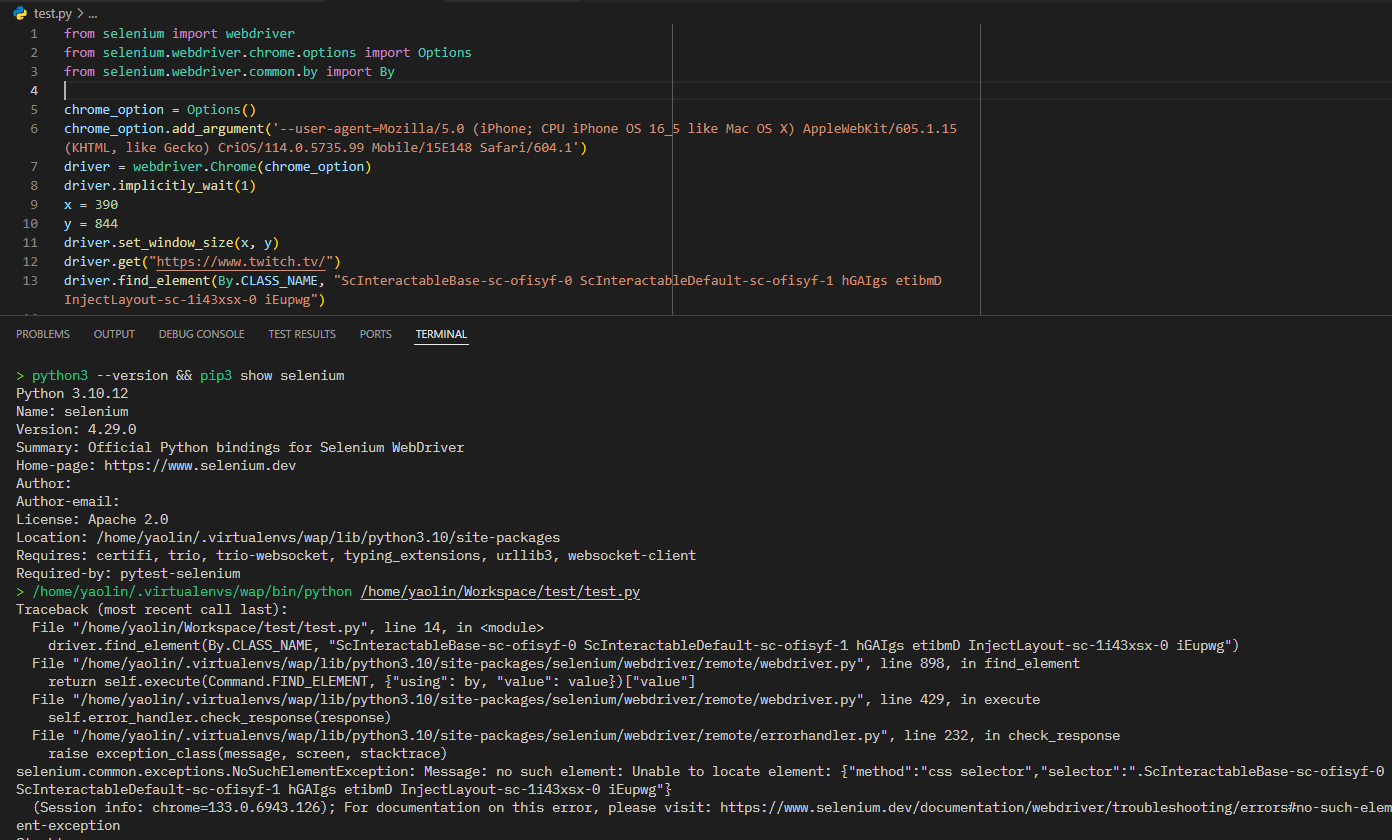 test.py > ...
1 from selenium import webdriver
2 from selenium.webdriver.chrome.options import Options
3 from selenium.webdriver.common.by import By
4
5 chrome_option = Options()
6 chrome_option.add_argument('--user-agent=Mozilla/5.0 (iPhone; CPU iPhone OS 16_5 like Mac OS X) AppleWebKit/605.1.15
(KHTML, like Gecko) CriOS/114.0.5735.99 Mobile/15E148 Safari/604.1')
7 driver = webdriver.Chrome(chrome_option)
8 driver.implicitly_wait(1)
9 x = 390
10 y = 844
11 driver.set_window_size(x, y)
12 driver.get("https://www.twitch.tv/")
13 driver.find_element(By.CLASS_NAME, "ScInteractableBase-sc-ofisyf-0 ScInteractableDefault-sc-ofisyf-1 hGAIgs etibmD
InjectLayout-sc-1i43xsx-0 iEupwg")
PROBLEMS OUTPUT DEBUG CONSOLE TEST RESULTS PORTS TERMINAL
> python3 --version && pip3 show selenium
Python 3.10.12
Name: selenium
Version: 4.29.0
Summary: Official Python bindings for Selenium WebDriver
Home-page: https://www.selenium.dev
Author:
Author-email:
License: Apache 2.0
Location: /home/yaolin/.virtualenvs/wap/lib/python3.10/site-packages
Requires: certifi, trio, trio-websocket, typing_extensions, urllib3, websocket-client
Required-by: pytest-selenium
> /home/yaolin/.virtualenvs/wap/bin/python /home/yaolin/Workspace/test/test.py
Traceback (most recent call last):
File "/home/yaolin/Workspace/test/test.py", line 14, in <module>
driver.find_element(By.CLASS_NAME, "ScInteractableBase-sc-ofisyf-0 ScInteractableDefault-sc-ofisyf-1 hGAIgs etibmD InjectLayout-sc-1i43xsx-0 iEupwg")
File "/home/yaolin/.virtualenvs/wap/lib/python3.10/site-packages/selenium/webdriver/remote/webdriver.py", line 898, in find_element
return self.execute(Command.FIND_ELEMENT, {"using": by, "value": value})["value"]
File "/home/yaolin/.virtualenvs/wap/lib/python3.10/site-packages/selenium/webdriver/remote/webdriver.py", line 429, in execute
self.error_handler.check_response(response)
File "/home/yaolin/.virtualenvs/wap/lib/python3.10/site-packages/selenium/webdriver/remote/errorhandler.py", line 232, in check_response
raise exception_class(message, screen, stacktrace)
selenium.common.exceptions.NoSuchElementException: Message: no such element: Unable to locate element: {"method":"css selector","selector":".ScInteractableBase-sc-ofisyf-0
ScInteractableDefault-sc-ofisyf-1 hGAIgs etibmD InjectLayout-sc-1i43xsx-0 iEupwg"}
(Session info: chrome=133.0.6943.126); For documentation on this error, please visit: https://www.selenium.dev/documentation/webdriver/troubleshooting/errors#no-such-elem
ent-exception